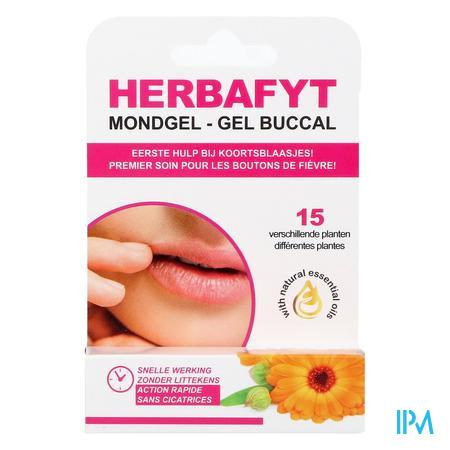 HERBAFYT
MONDGEL - GEL BUCCAL
EERSTE HULP BIJ KOORTSBLAASJES!
PREMIER SOIN POUR LES BOUTONS DE FIÈVRE!
15
verschillende planten
différentes plantes
with natural essential oils
SNELLE WERKING
ZONDER LITTEKENS
ACTION RAPIDE
SANS CICATRICES
IPM